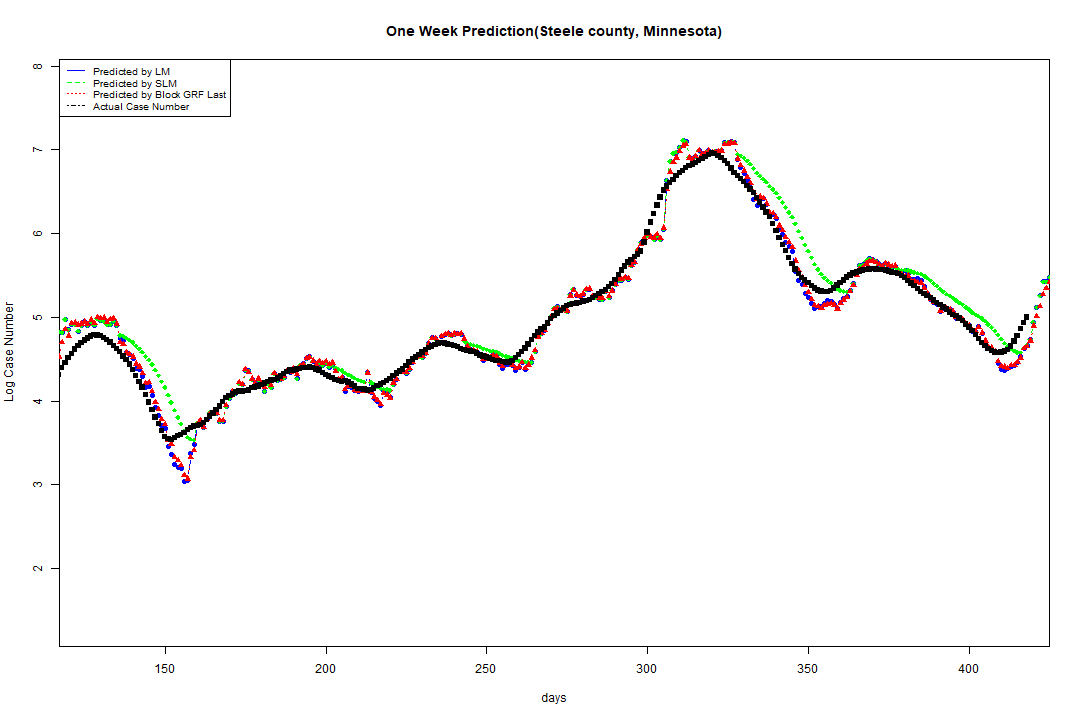 One Week Prediction(Steele county, Minnesota)
Predicted by LM
Predicted by SLM
Predicted by Block GRF Last
Actual Case Number
8
7
6
5
4
3
2
Log Case Number
150 200 250 300 350 400
days